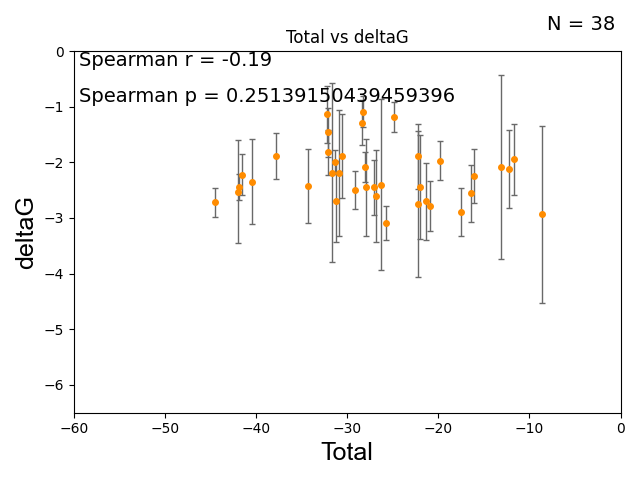 N = 38
Total vs deltaG
Spearman r = -0.19
Spearman p = 0.25139150439459396
0
−1
−2
−3
−4
−5
−6
deltaG
−60 −50 −40 −30 −20 −10 0
Total